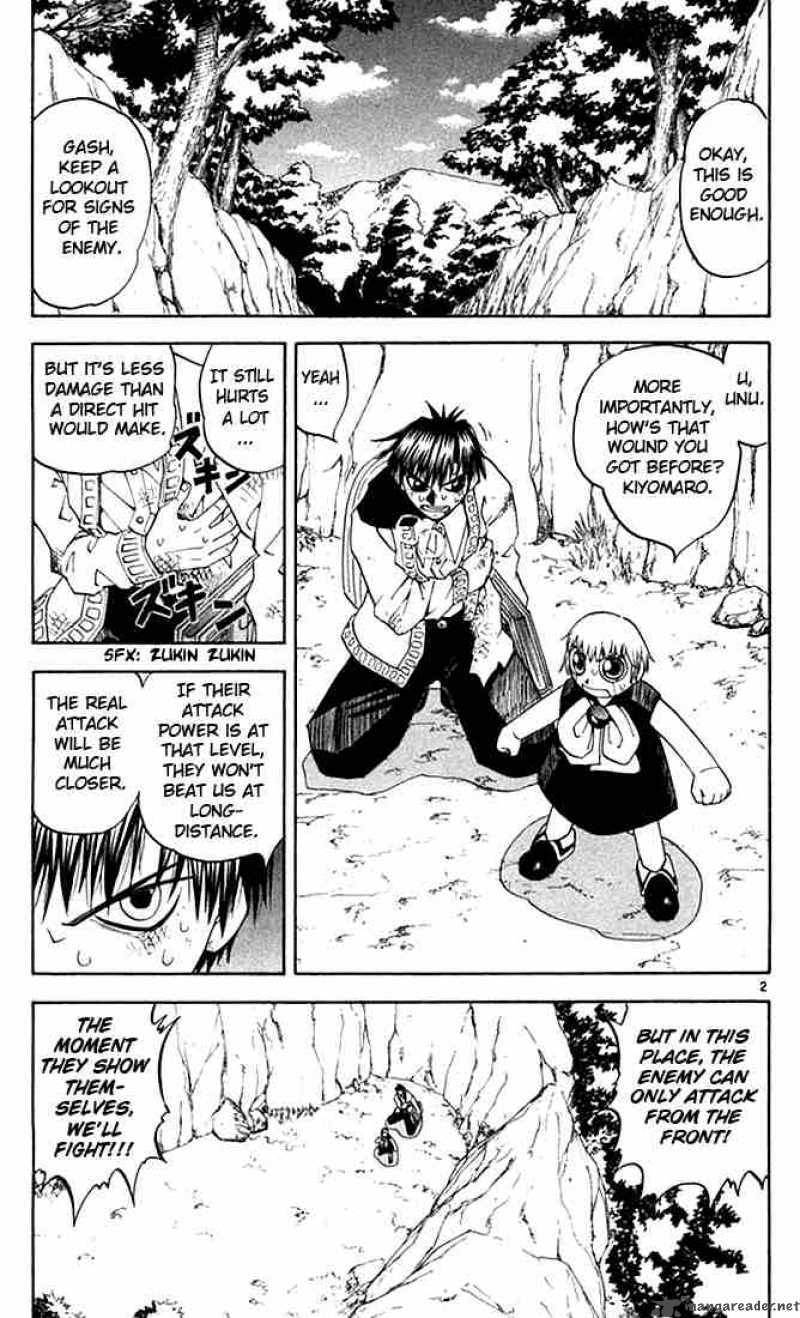 OKAY,
THIS IS
GOOD
ENOUGH.
GASH,
KEEP A
LOOKOUT
FOR SIGNS
OF THE
ENEMY.
U,
UNU.
MORE
IMPORTANTLY,
HOW'S THAT
WOUND YOU
GOT BEFORE?
KIYOMARO.
YEAH
...
IT STILL
HURTS
A LOT
...
BUT IT'S LESS
DAMAGE THAN
A DIRECT HIT
WOULD MAKE.
ズキン
ズキン
SFX: ZUKIN ZUKIN
IF THEIR
ATTACK
POWER IS AT
THAT LEVEL,
THEY WON'T
BEAT US AT
LONG-
DISTANCE.
THE REAL
ATTACK
WILL BE
MUCH
CLOSER.
2
BUT IN THIS
PLACE, THE
ENEMY CAN
ONLY ATTACK
FROM THE
FRONT!
THE
MOMENT
THEY SHOW
THEM-
SELVES,
WE'LL
FIGHT!!!
mangareader.net